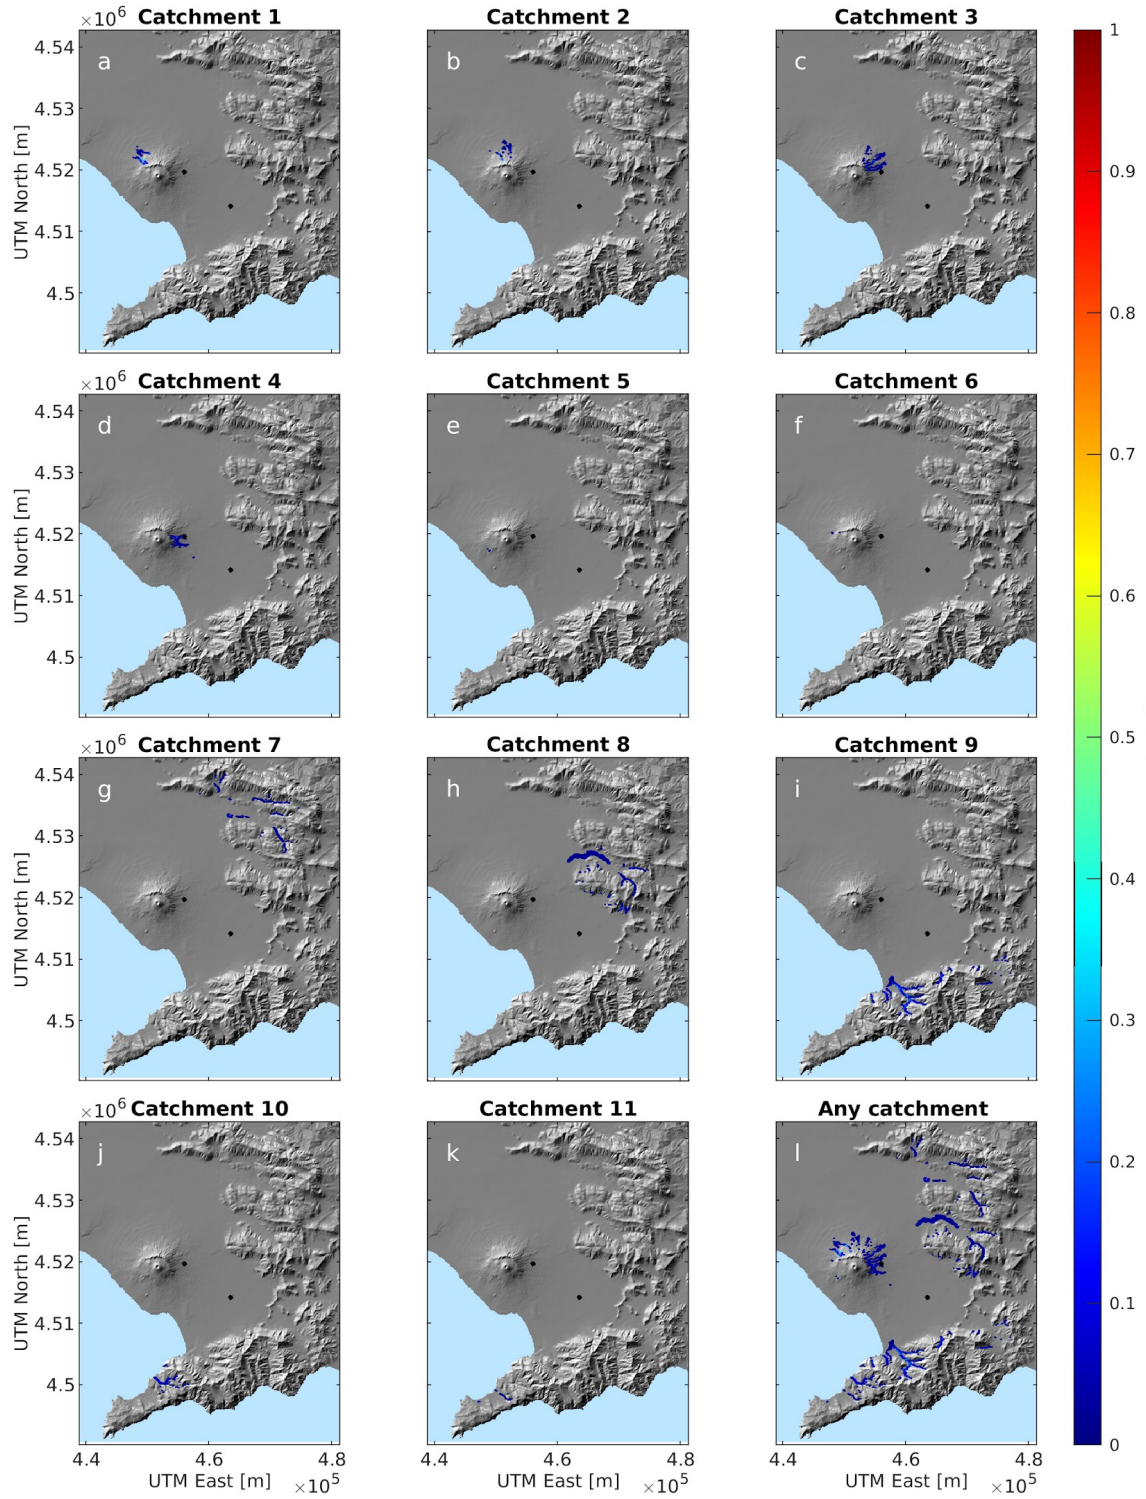 ×10⁶ Catchment 1 Catchment 2 Catchment 3
1
a b c
4.54
4.53
4.52
4.51
4.5
UTM North [m]
0.9
0.8
×10⁶ Catchment 4 Catchment 5 Catchment 6
d e f
4.54
4.53
4.52
4.51
4.5
UTM North [m]
0.7
0.6
0.5
×10⁶ Catchment 7 Catchment 8 Catchment 9
g h i
4.54
4.53
4.52
4.51
4.5
UTM North [m]
0.4
0.3
×10⁶ Catchment 10 Catchment 11 Any catchment
j k l
4.54
4.53
4.52
4.51
4.5
UTM North [m]
0.2
0.1
0
4.4 4.6 4.8 4.4 4.6 4.8 4.4 4.6 4.8
UTM East [m] ×10⁵ UTM East [m] ×10⁵ UTM East [m] ×10⁵